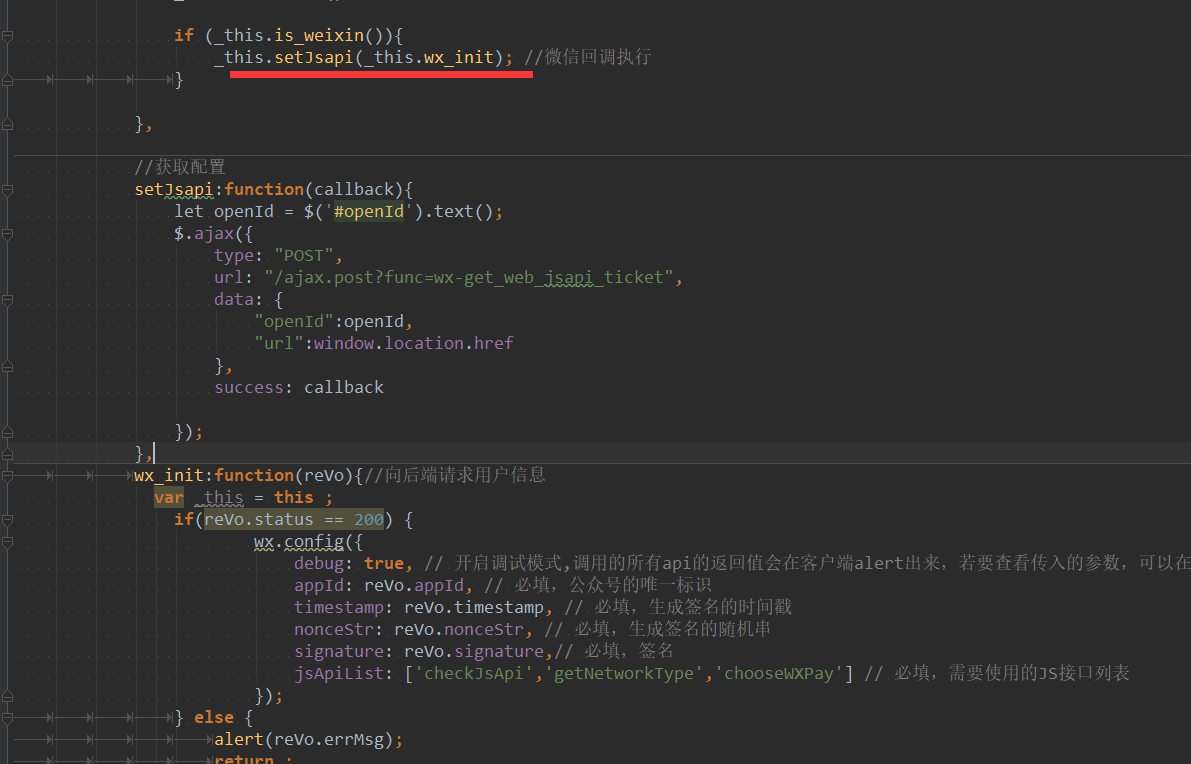 if (_this.is_weixin()){
_this.setJsapi(_this.wx_init); //微信回调执行
}
},
//获取配置
setJsapi:function(callback){
let openId = $('#openId').text();
$.ajax({
type: "POST",
url: "/ajax.post?func=wx-get_web_jsapi_ticket",
data: {
"openId":openId,
"url":window.location.href
},
success: callback
});
},
wx_init:function(reVo){//向后端请求用户信息
var _this = this ;
if(reVo.status == 200) {
wx.config({
debug: true, // 开启调试模式,调用的所有api的返回值会在客户端alert出来，若要查看传入的参数，可以在
appId: reVo.appId, // 必填，公众号的唯一标识
timestamp: reVo.timestamp, // 必填，生成签名的时间戳
nonceStr: reVo.nonceStr, // 必填，生成签名的随机串
signature: reVo.signature,// 必填，签名
jsApiList: ['checkJsApi','getNetworkType','chooseWXPay'] // 必填，需要使用的JS接口列表
});
} else {
alert(reVo.errMsg);
return ;